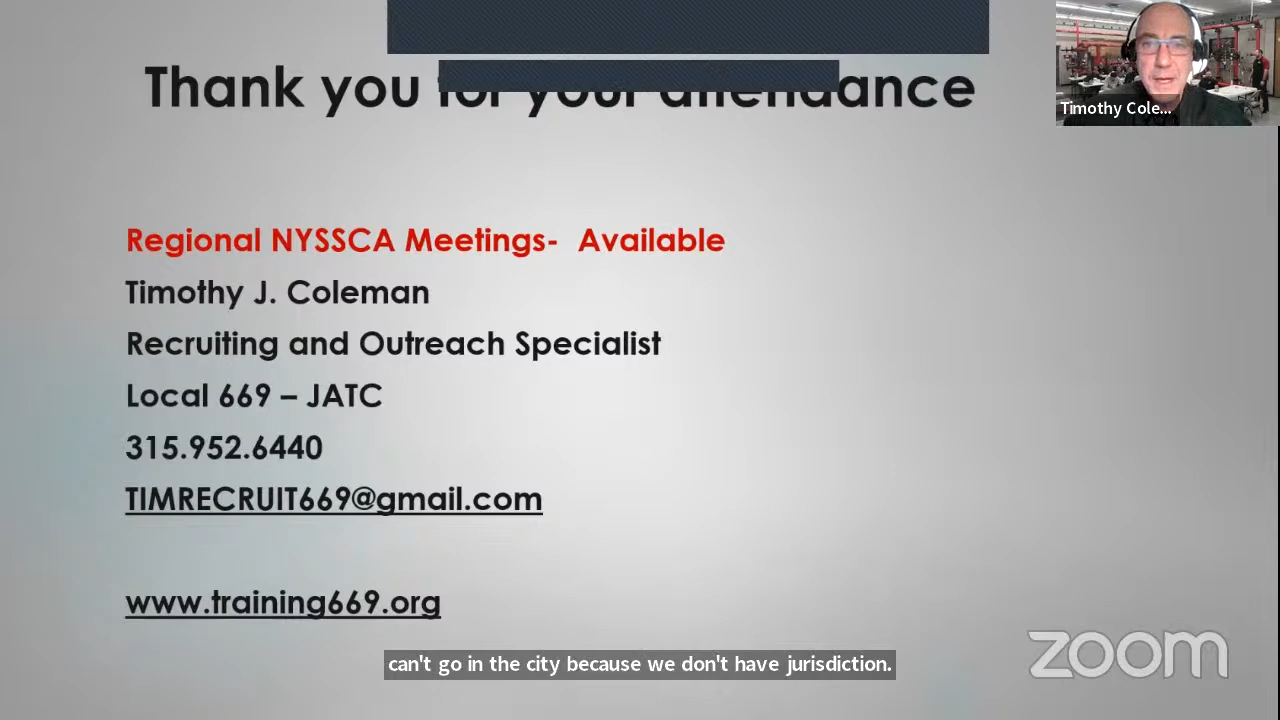 Thank you for your attendance
Timothy Cole...
Regional NYSSCA Meetings- Available
Timothy J. Coleman
Recruiting and Outreach Specialist
Local 669 – JATC
315.952.6440
TIMRECRUIT669@gmail.com
www.training669.org
can't go in the city because we don't have jurisdiction.
zoom